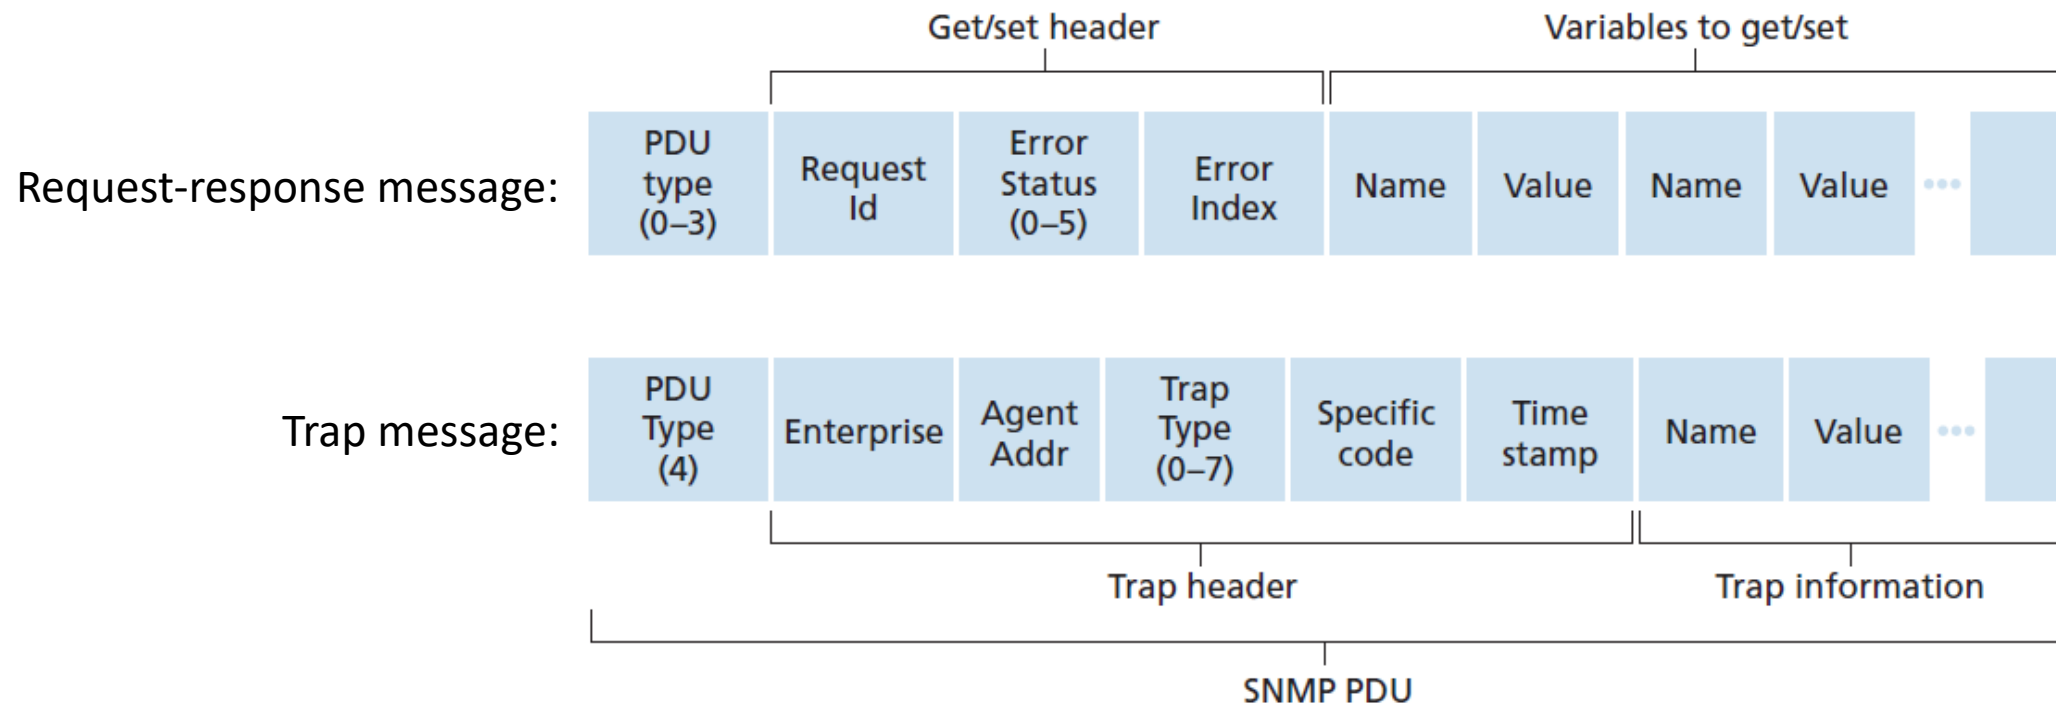 Get/set header
Variables to get/set
Request-response message:
PDU
type
(0–3)
Request
Id
Error
Status
(0–5)
Error
Index
Name
Value
Name
Value
Trap message:
PDU
Type
(4)
Enterprise
Agent
Addr
Trap
Type
(0–7)
Specific
code
Time
stamp
Name
Value
Trap header
Trap information
SNMP PDU